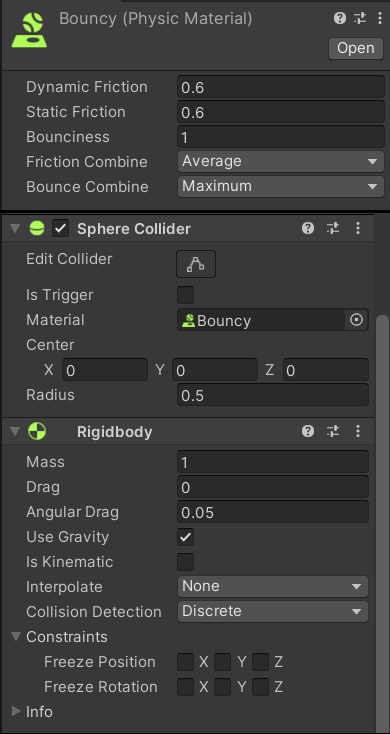 Bouncy (Physic Material)
Open
Dynamic Friction 0.6
Static Friction 0.6
Bounciness 1
Friction Combine Average
Bounce Combine Maximum
Sphere Collider
Edit Collider
Is Trigger
Material Bouncy
Center
X 0 Y 0 Z 0
Radius 0.5
Rigidbody
Mass 1
Drag 0
Angular Drag 0.05
Use Gravity
Is Kinematic
Interpolate None
Collision Detection Discrete
Constraints
Freeze Position X Y Z
Freeze Rotation X Y Z
Info